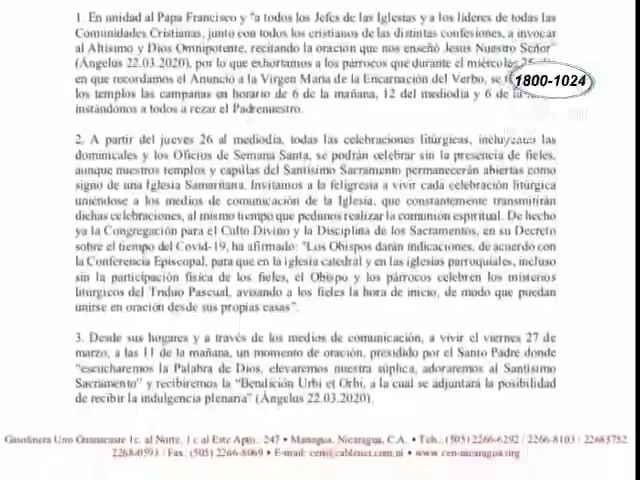 1. En unidad al Papa Francisco y "a todos los Jefes de las Iglesias y a los líderes de todas las
Comunidades Cristianas, junto con todos los cristianos de las distintas confesiones, a invocar
al Altísimo y Dios Omnipotente, recitando la oración que nos enseñó Jesús Nuestro Señor"
(Ángelus 22.03.2020), por lo que exhortamos a los párrocos que durante el miércoles
en que recordamos el Anuncio a la Virgen María de la Encarnación del Verbo, se
1800-1024
los templos las campanas en horario de 6 de la mañana, 12 del mediodía y 6 de
instándonos a todos a rezar el Padrenuestro.
2. A partir del jueves 26 al mediodía, todas las celebraciones litúrgicas, incluyentes las
dominicales y los Oficios de Semana Santa, se podrán celebrar sin la presencia de fieles,
aunque nuestros templos y capillas del Santísimo Sacramento permanecerán abiertas como
signo de una Iglesia Samaritana. Invitamos a la feligresía a vivir cada celebración litúrgica
uniéndose a los medios de comunicación de la Iglesia, que constantemente transmitirán
dichas celebraciones, al mismo tiempo que pedimos realizar la comunión espiritual. De hecho
ya la Congregación para el Culto Divino y la Disciplina de los Sacramentos, en su Decreto
sobre el tiempo del Covid-19, ha afirmado: "Los Obispos darán indicaciones, de acuerdo con
la Conferencia Episcopal, para que en la iglesia catedral y en las iglesias parroquiales, incluso
sin la participación física de los fieles, el Obispo y los párrocos celebren los misterios
litúrgicos del Triduo Pascual, avisando a los fieles la hora de inicio, de modo que puedan
unirse en oración desde sus propias casas".
3. Desde sus hogares y a través de los medios de comunicación, a vivir el viernes 27 de
marzo, a las 11 de la mañana, un momento de oración, presidido por el Santo Padre donde
"escucharemos la Palabra de Dios, elevaremos nuestra súplica, adoraremos al Santísimo
Sacramento" y recibiremos la "Bendición Urbi et Orbi, a la cual se adjuntará la posibilidad
de recibir la indulgencia plenaria" (Ángelus 22.03.2020).
Gasolinera Uno Guanacaste 1c. al Norte, 1 c al Este Apto.: 247 • Managua, Nicaragua, C.A. • Tels.: (505) 2266-6292 / 2266-8103 / 22683752
2268-0593 / Fax. (505) 2266-8069 • E-mail: cen@cablenet.com.ni • www.cen-nicaragua.org